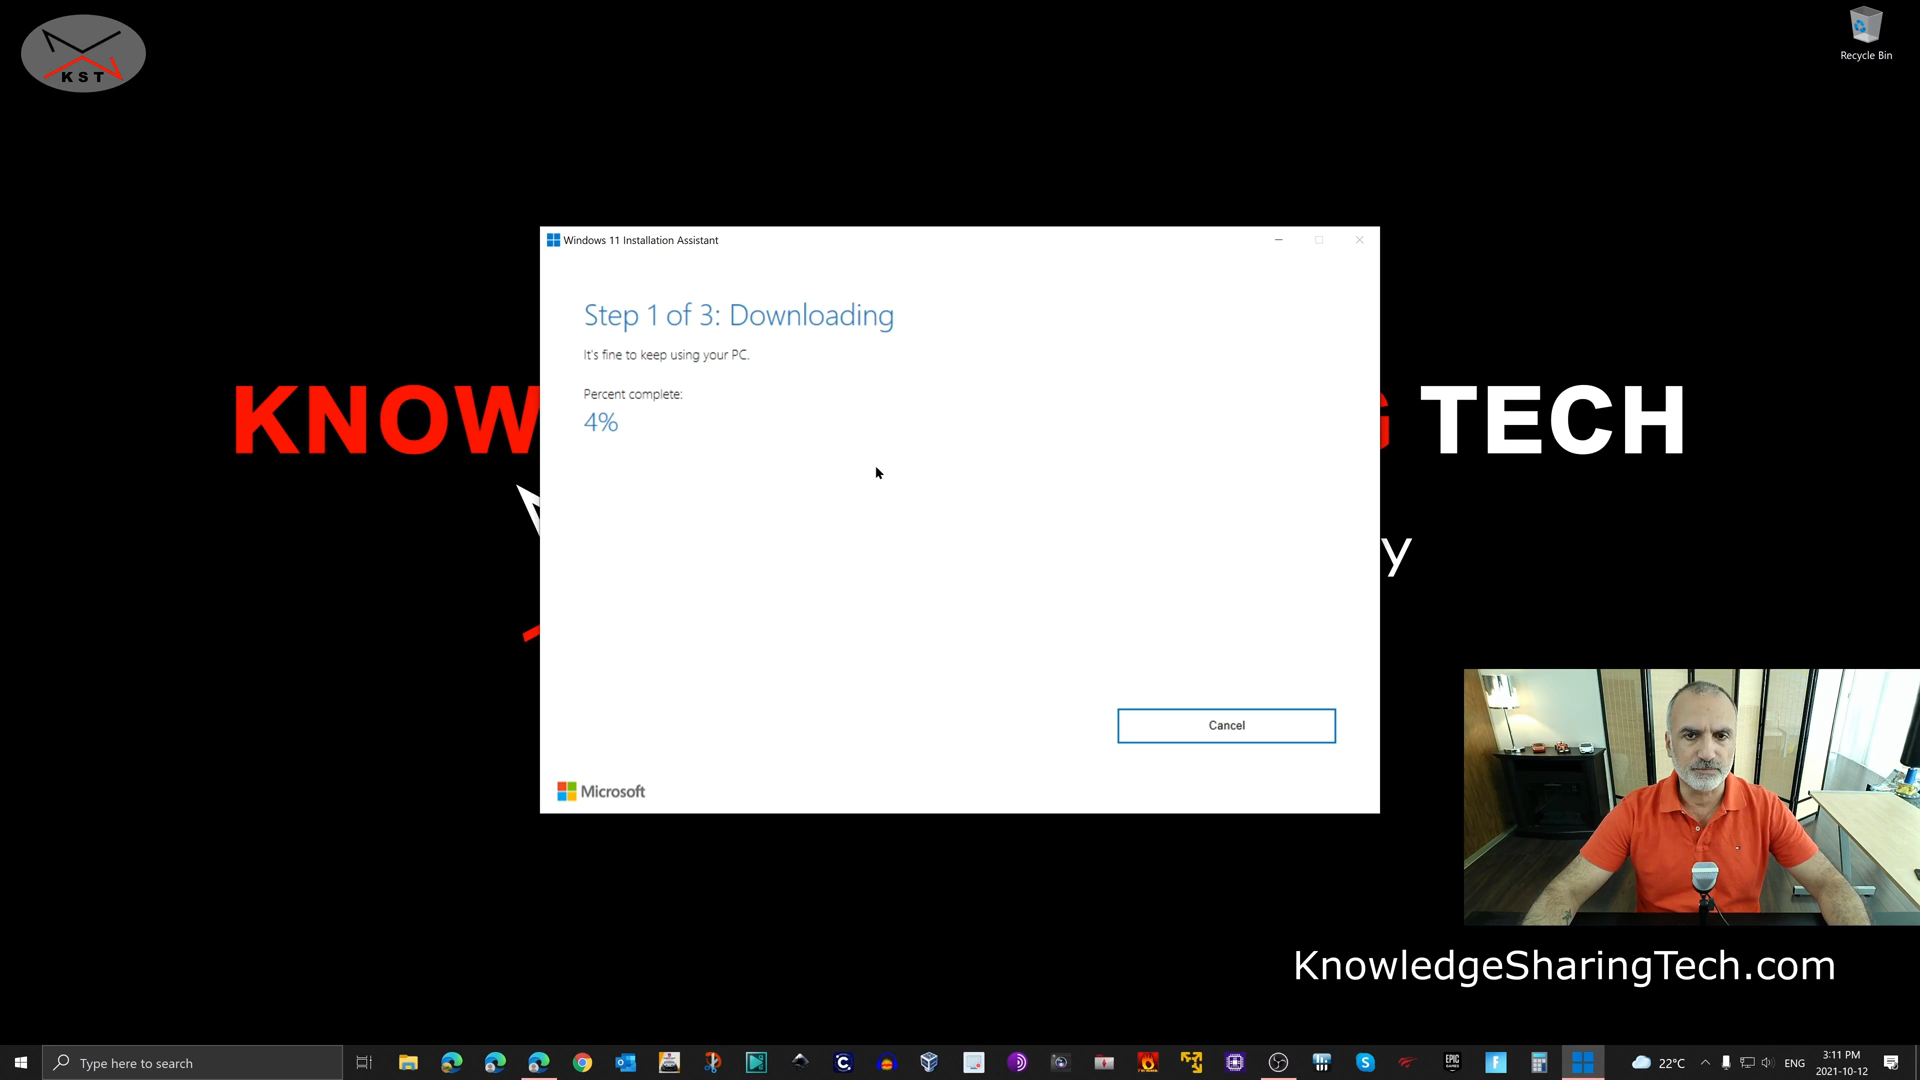 KST
Recycle Bin
Windows 11 Installation Assistant
Step 1 of 3: Downloading
It's fine to keep using your PC.
Percent complete:
4%
KNOW G TECH
y
Cancel
Microsoft
KnowledgeSharingTech.com
Type here to search
EPIC
GAMES
22°C
ENG
3:11 PM
2021-10-12